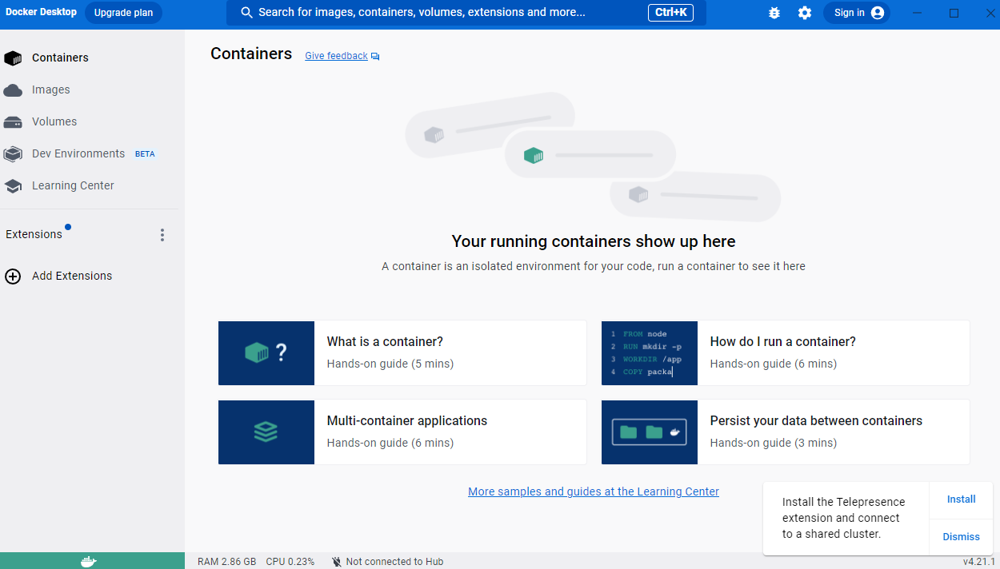 Docker Desktop
Upgrade plan
Search for images, containers, volumes, extensions and more...
Ctrl+K
Sign in
Containers
Images
Volumes
Dev Environments BETA
Learning Center
Extensions
Add Extensions
Containers
Give feedback
Your running containers show up here
A container is an isolated environment for your code, run a container to see it here
?
What is a container?
Hands-on guide (5 mins)
1 FROM node
2 RUN mkdir -p
3 WORKDIR /app
4 COPY packa
How do I run a container?
Hands-on guide (6 mins)
Multi-container applications
Hands-on guide (6 mins)
Persist your data between containers
Hands-on guide (3 mins)
More samples and guides at the Learning Center
Install the Telepresence
extension and connect
to a shared cluster.
Install
Dismiss
RAM 2.86 GB CPU 0.23% Not connected to Hub
v4.21.1